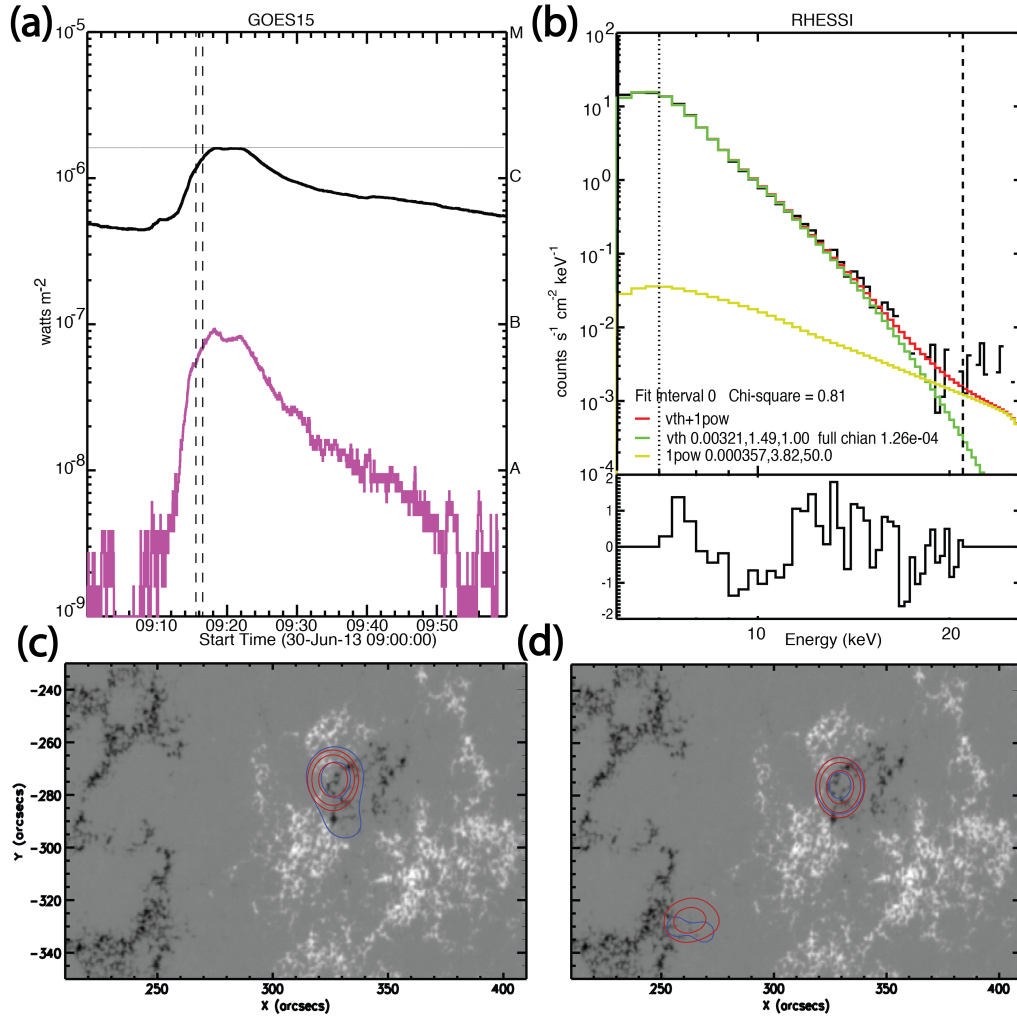 (a)
GOES15
10^-5
10^-6
10^-7
10^-8
10^-9
watts m^-2
M
C
B
A
09:10 09:20 09:30 09:40 09:50
Start Time (30-Jun-13 09:00:00)
(b)
RHESSI
10^2
10^1
10^0
10^-1
10^-2
10^-3
10^-4
counts s^-1 cm^-2 keV^-1
Fit Interval 0 Chi-square = 0.81
vth+1pow
vth 0.00321,1.49,1.00 full chian 1.26e-04
1pow 0.000357,3.82,50.0
2
1
0
-1
-2
10 20
Energy (keV)
(c)
-240
-260
-280
-300
-320
-340
Y (arcsecs)
250 300 350 400
X (arcsecs)
(d)
250 300 350 400
X (arcsecs)